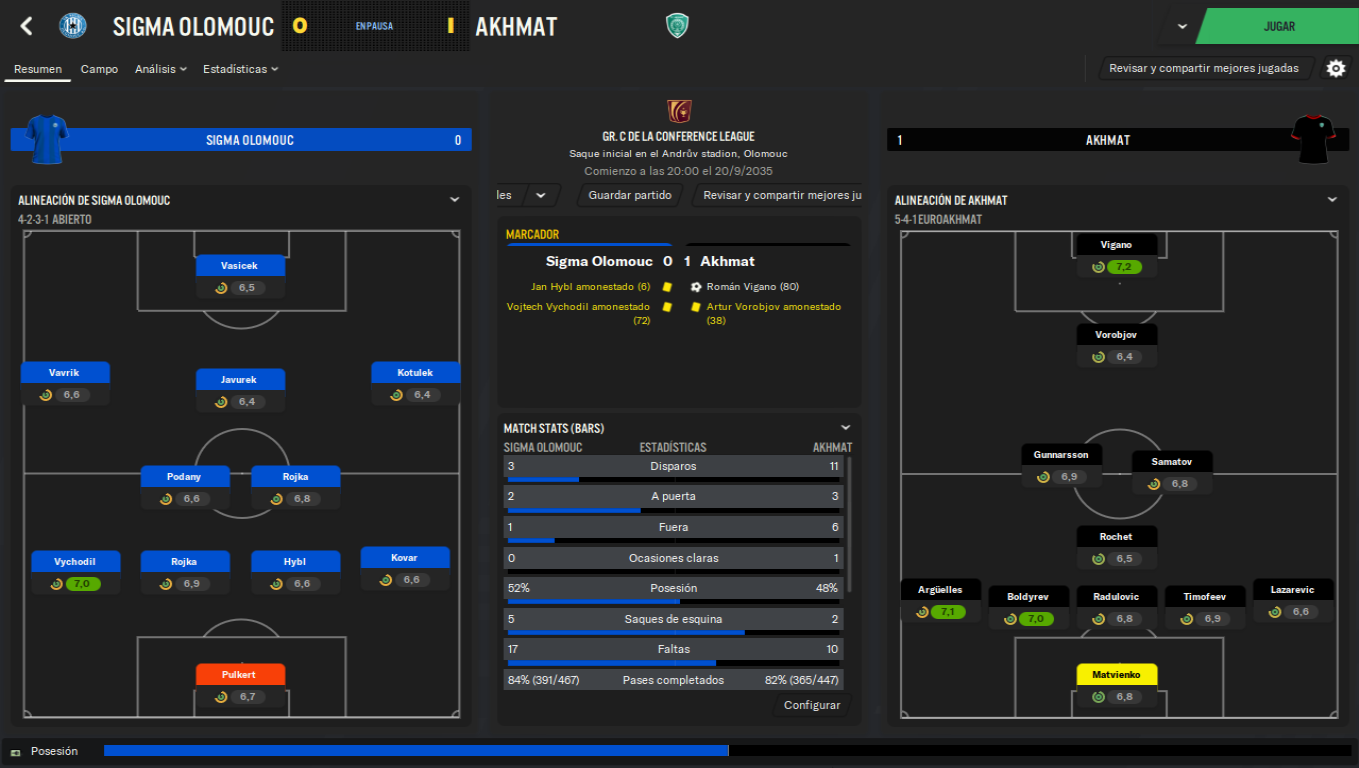 SIGMA OLOMOUC
0
EN PAUSA
1
AKHMAT
JUGAR
Resumen
Campo
Análisis
Estadísticas
Revisar y compartir mejores jugadas
SIGMA OLOMOUC
0
ALINEACIÓN DE SIGMA OLOMOUC
4-2-3-1 ABIERTO
Vasicek
6,5
Vavrik
6,6
Javurek
6,4
Kotulek
6,4
Podany
6,6
Rojka
6,8
Vychodil
7,0
Rojka
6,9
Hybl
6,6
Kovar
6,6
Pulkert
6,7
GR. C DE LA CONFERENCE LEAGUE
Saque inicial en el Andrův stadion, Olomouc
Comienzo a las 20:00 el 20/9/2035
les
Guardar partido
Revisar y compartir mejores ju
MARCADOR
Sigma Olomouc 0 1 Akhmat
Jan Hybl amonestado (6)
Román Vigano (80)
Vojtech Vychodil amonestado
(72)
Artur Vorobjov amonestado
(38)
MATCH STATS (BARS)
SIGMA OLOMOUC ESTADÍSTICAS AKHMAT
3 Disparos 11
2 A puerta 3
1 Fuera 6
0 Ocasiones claras 1
52% Posesión 48%
5 Saques de esquina 2
17 Faltas 10
84% (391/467) Pases completados 82% (365/447)
Configurar
1
AKHMAT
ALINEACIÓN DE AKHMAT
5-4-1 EUROAKHMAT
Vigano
7,2
Vorobjov
6,4
Gunnarsson
6,9
Samatov
6,8
Rochet
6,5
Argüelles
7,1
Boldyrev
7,0
Radulovic
6,8
Timofeev
6,9
Lazarevic
6,6
Matvienko
6,8
Posesión